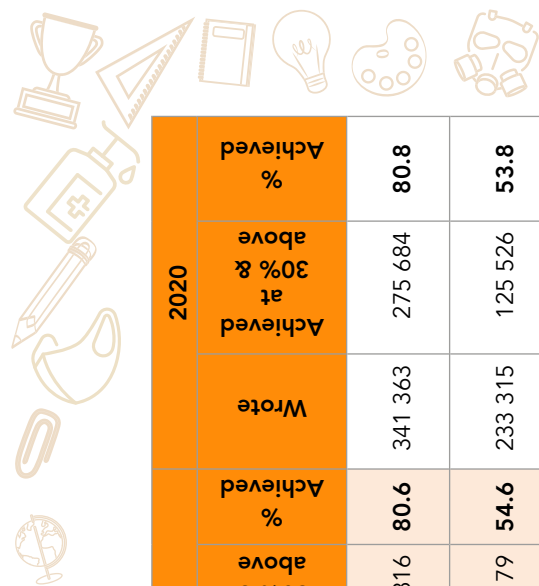 2020
above
%
Achieved
Wrote
Achieved
at
30% &
above
%
Achieved
80.6
341 363
275 684
80.8
79
54.6
233 315
125 526
53.8